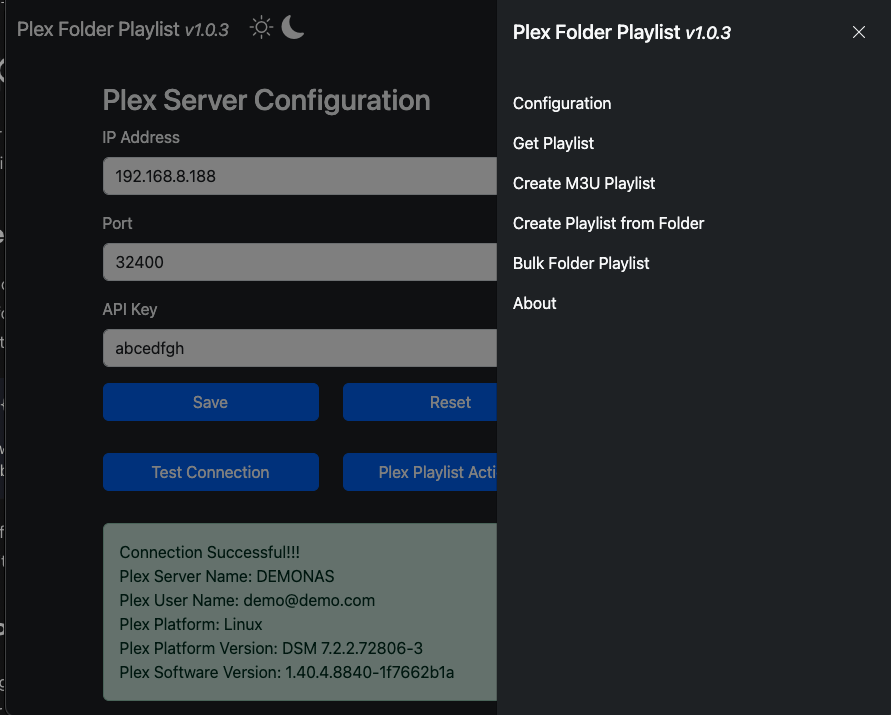 Plex Folder Playlist v1.0.3
Plex Server Configuration
IP Address
192.168.8.188
Port
32400
API Key
abcedfgh
Save
Reset
Test Connection
Plex Playlist Acti
Connection Successful!!!
Plex Server Name: DEMONAS
Plex User Name: demo@demo.com
Plex Platform: Linux
Plex Platform Version: DSM 7.2.2.72806-3
Plex Software Version: 1.40.4.8840-1f7662b1a
Plex Folder Playlist v1.0.3
Configuration
Get Playlist
Create M3U Playlist
Create Playlist from Folder
Bulk Folder Playlist
About